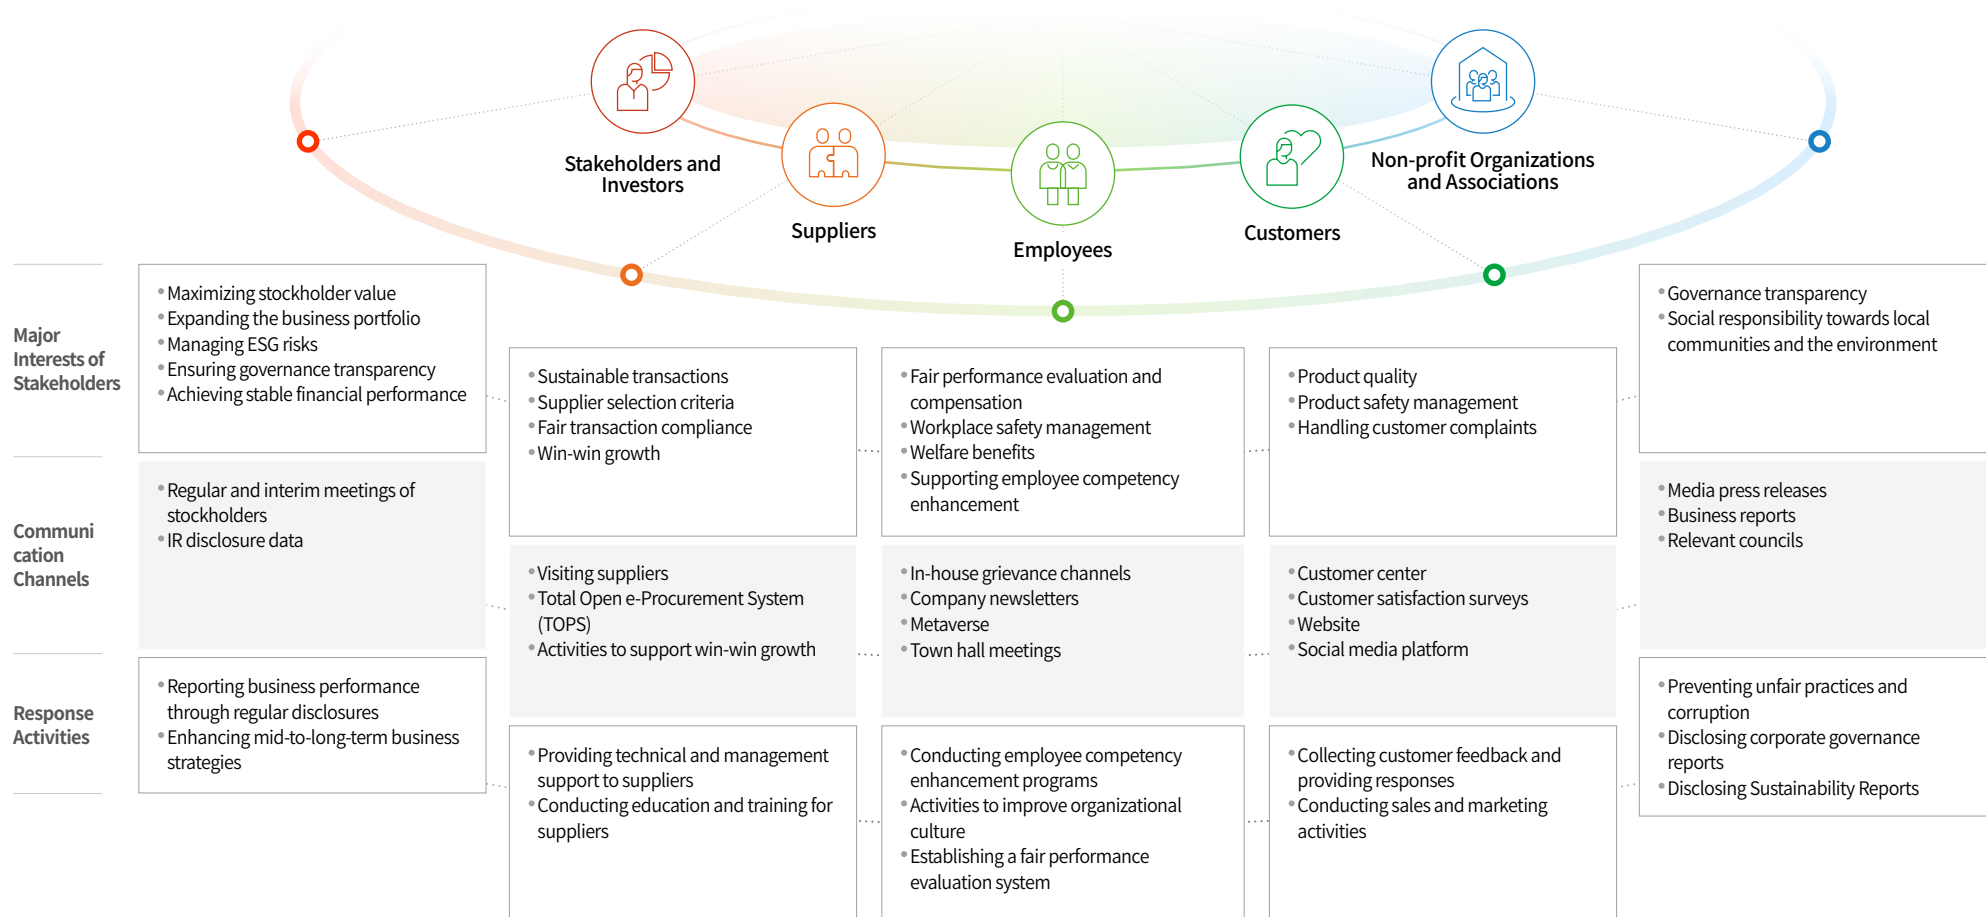 Stakeholders and
Investors
Suppliers
Employees
Customers
Non-profit Organizations
and Associations
Major
Interests of
Stakeholders
• Maximizing stockholder value
• Expanding the business portfolio
• Managing ESG risks
• Ensuring governance transparency
• Achieving stable financial performance
• Sustainable transactions
• Supplier selection criteria
• Fair transaction compliance
• Win-win growth
• Fair performance evaluation and
compensation
• Workplace safety management
• Welfare benefits
• Supporting employee competency
enhancement
• Product quality
• Product safety management
• Handling customer complaints
• Governance transparency
• Social responsibility towards local
communities and the environment
Communi
cation
Channels
• Regular and interim meetings of
stockholders
• IR disclosure data
• Visiting suppliers
• Total Open e-Procurement System
(TOPS)
• Activities to support win-win growth
• In-house grievance channels
• Company newsletters
• Metaverse
• Town hall meetings
• Customer center
• Customer satisfaction surveys
• Website
• Social media platform
• Media press releases
• Business reports
• Relevant councils
Response
Activities
• Reporting business performance
through regular disclosures
• Enhancing mid-to-long-term business
strategies
• Providing technical and management
support to suppliers
• Conducting education and training for
suppliers
• Conducting employee competency
enhancement programs
• Activities to improve organizational
culture
• Establishing a fair performance
evaluation system
• Collecting customer feedback and
providing responses
• Conducting sales and marketing
activities
• Preventing unfair practices and
corruption
• Disclosing corporate governance
reports
• Disclosing Sustainability Reports